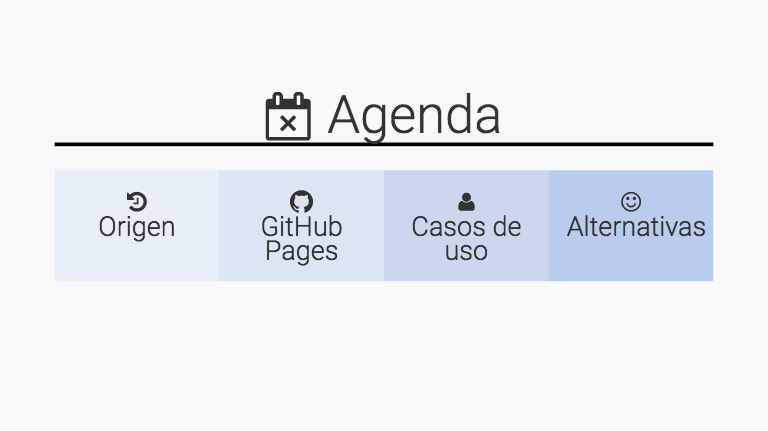 Agenda
Origen
GitHub
Pages
Casos de
uso
Alternativas